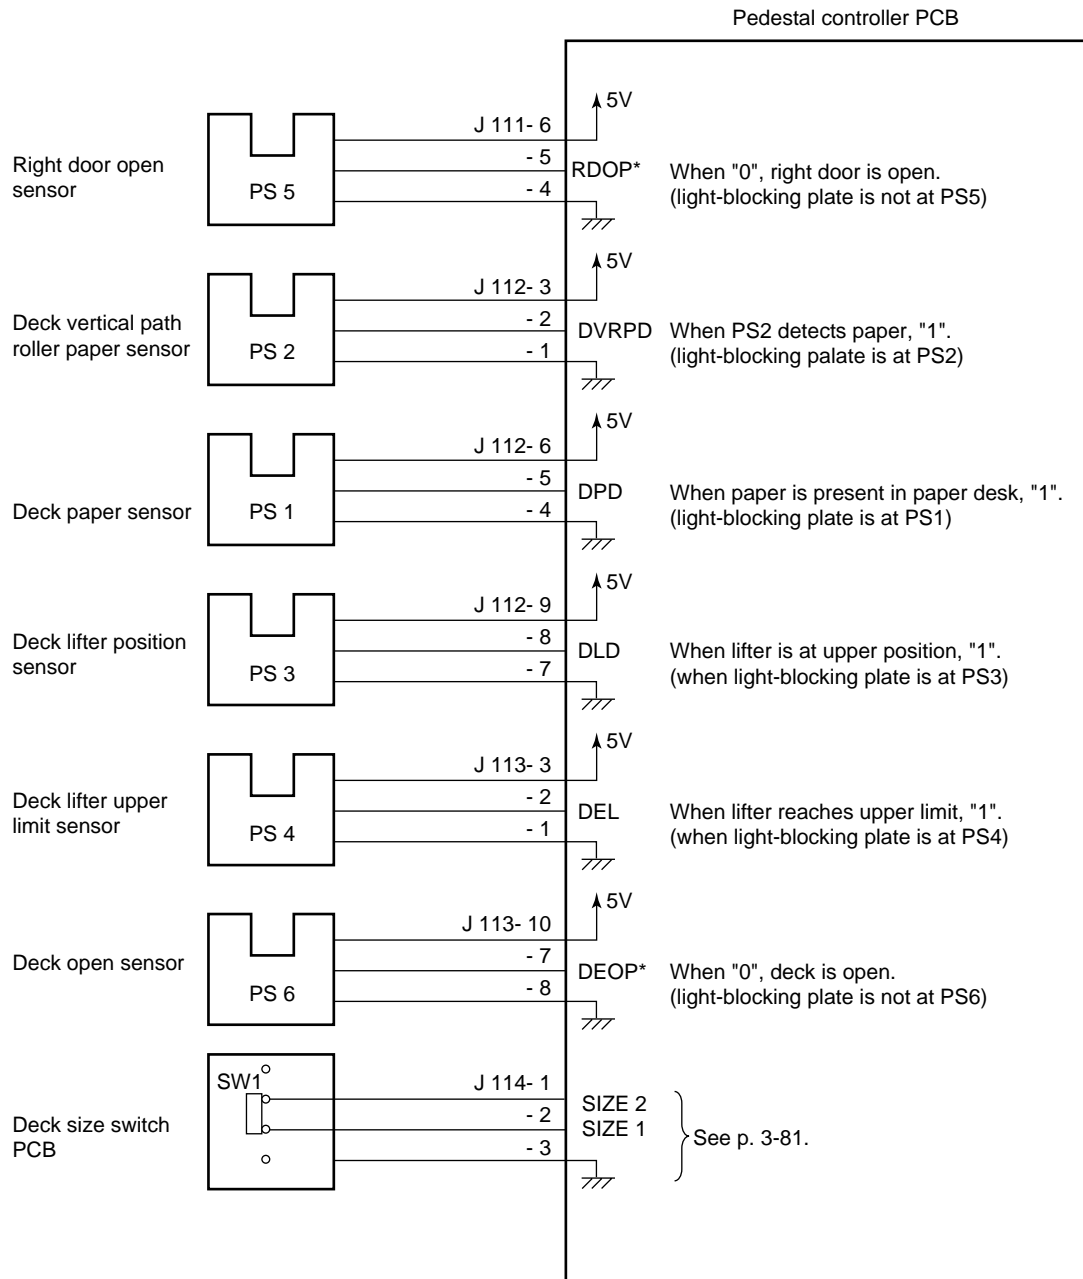 Pedestal controller PCB
5V
J 111- 6
Right door open
sensor
PS 5
- 5
- 4
RDOP*
When "0", right door is open.
(light-blocking plate is not at PS5)
5V
J 112- 3
Deck vertical path
roller paper sensor
PS 2
- 2
- 1
DVRPD
When PS2 detects paper, "1".
(light-blocking palate is at PS2)
5V
J 112- 6
Deck paper sensor
PS 1
- 5
- 4
DPD
When paper is present in paper desk, "1".
(light-blocking plate is at PS1)
5V
J 112- 9
Deck lifter position
sensor
PS 3
- 8
- 7
DLD
When lifter is at upper position, "1".
(when light-blocking plate is at PS3)
5V
J 113- 3
Deck lifter upper
limit sensor
PS 4
- 2
- 1
DEL
When lifter reaches upper limit, "1".
(when light-blocking plate is at PS4)
5V
J 113- 10
Deck open sensor
PS 6
- 7
- 8
DEOP*
When "0", deck is open.
(light-blocking plate is not at PS6)
Deck size switch
PCB
SW1
J 114- 1
- 2
- 3
SIZE 2
SIZE 1
See p. 3-81.